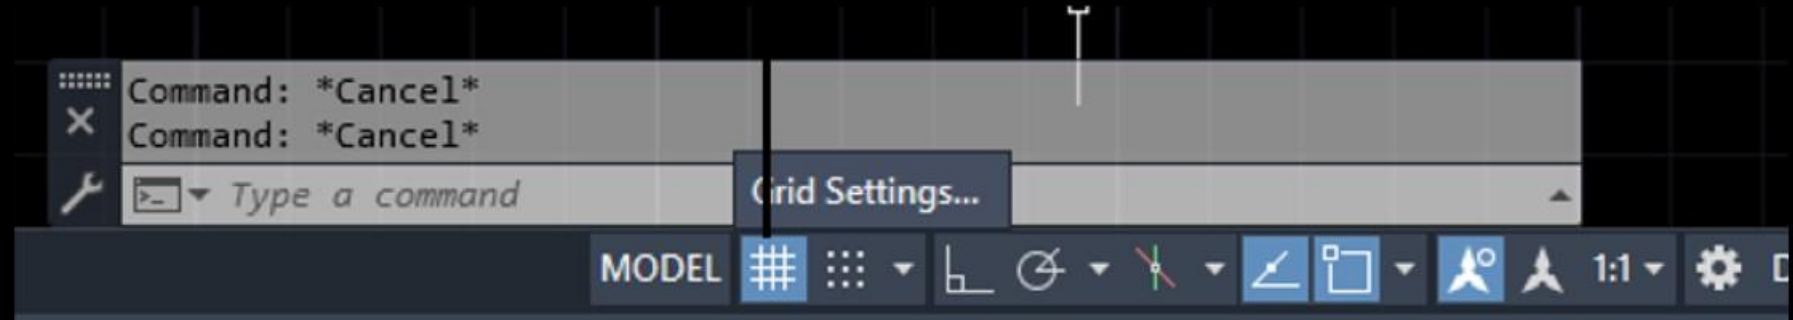 Command: *Cancel*
Command: *Cancel*
Type a command
Grid Settings...
MODEL
1:1